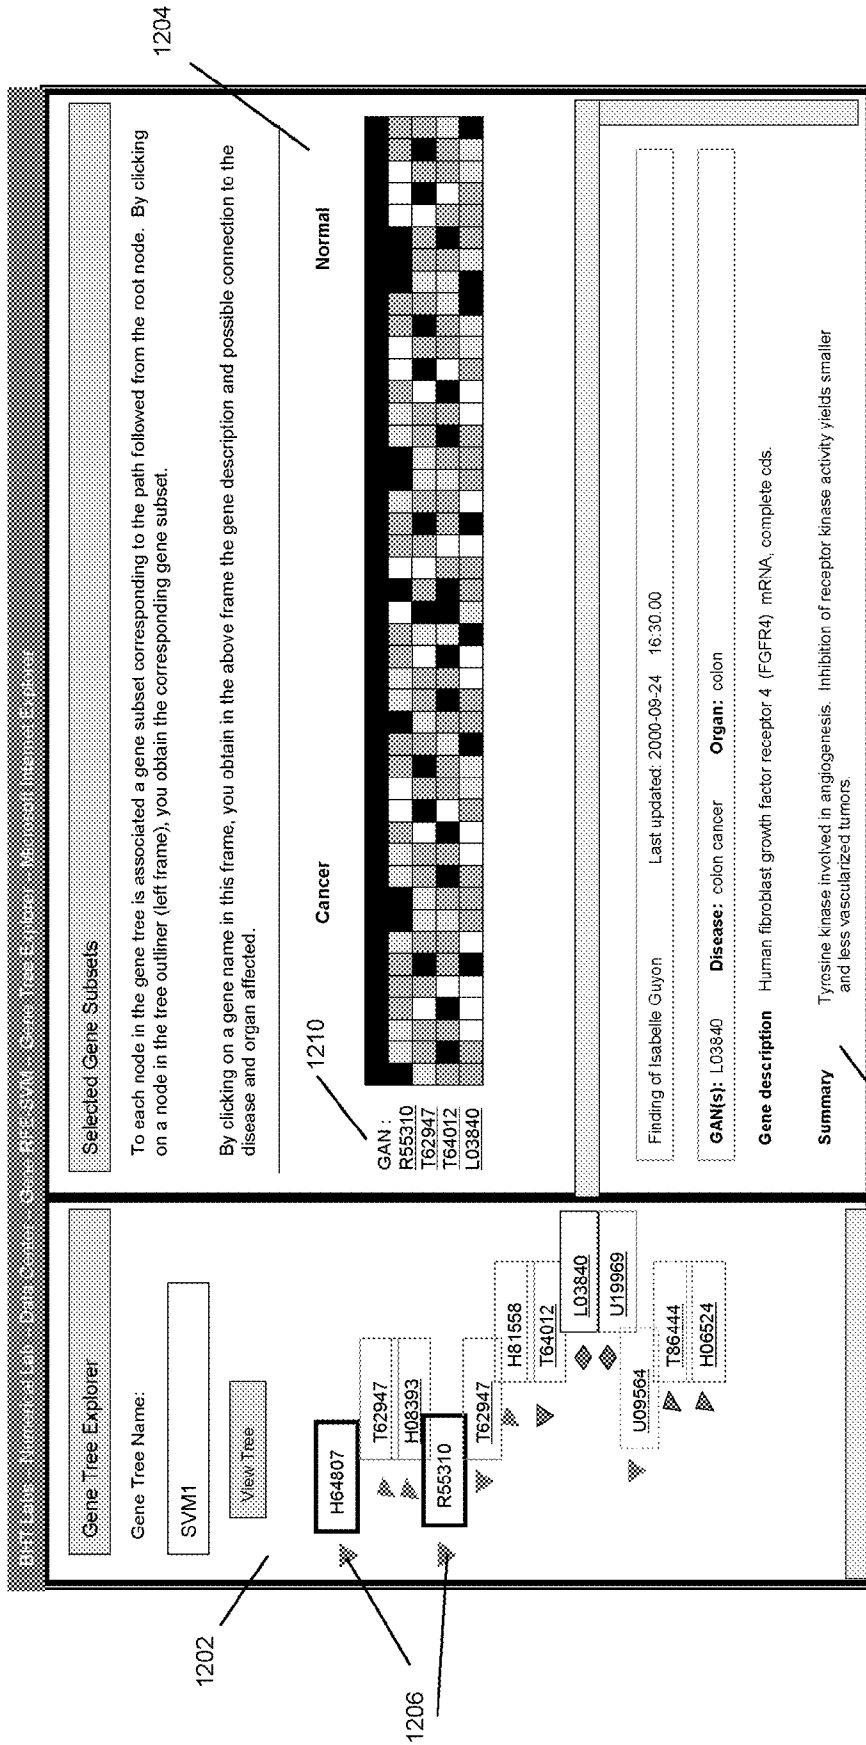 Gene Tree Explorer
Gene Tree Name:
SVM1
View Tree
H64807
T62947
H08393
R55310
T62947
H81558
T64012
L03840
U19969
U09564
T86444
H06524
1202
1206
Selected Gene Subsets
To each node in the gene tree is associated a gene subset corresponding to the path followed from the root node. By clicking
on a node in the tree outliner (left frame), you obtain the corresponding gene subset.
By clicking on a gene name in this frame, you obtain in the above frame the gene description and possible connection to the
disease and organ affected.
1204
1210
Cancer
Normal
GAN :
R55310
T62947
T64012
L03840
Finding of Isabelle Guyon Last updated: 2000-09-24 16:30.00
GAN(s): L03840 Disease: colon cancer Organ: colon
Gene description Human fibroblast growth factor receptor 4 (FGFR4) mRNA, complete cds.
Summary Tyrosine kinase involved in angiogenesis. Inhibition of receptor kinase activity yields smaller
and less vascularized tumors.